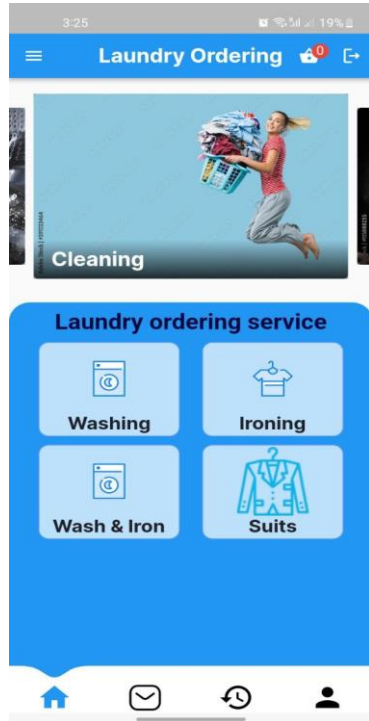 3:25 19%
Laundry Ordering 0
Cleaning
Laundry ordering service
Washing Ironing
Wash & Iron Suits